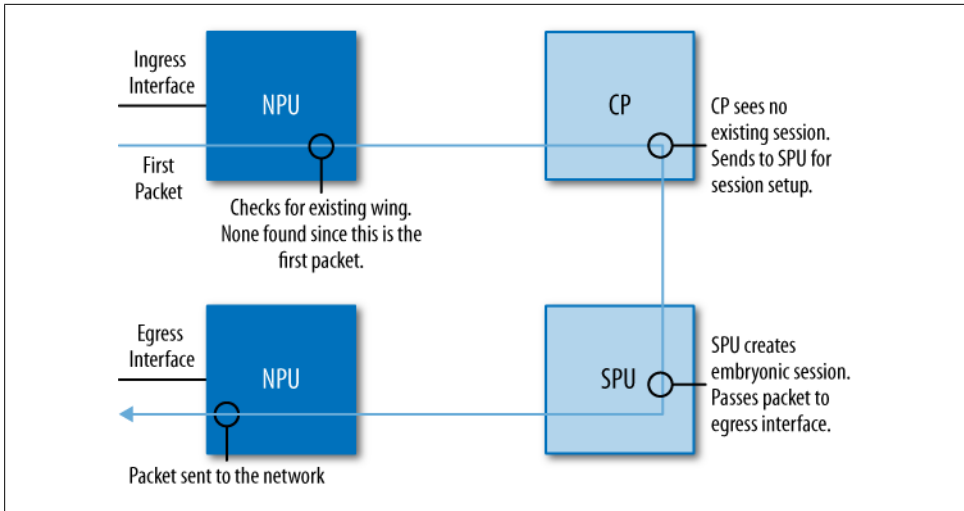 Ingress
Interface
NPU
CP
CP sees no
existing session.
Sends to SPU for
session setup.
First
Packet
Checks for existing wing.
None found since this is the
first packet.
Egress
Interface
NPU
SPU
SPU creates
embryonic session.
Passes packet to
egress interface.
Packet sent to the network